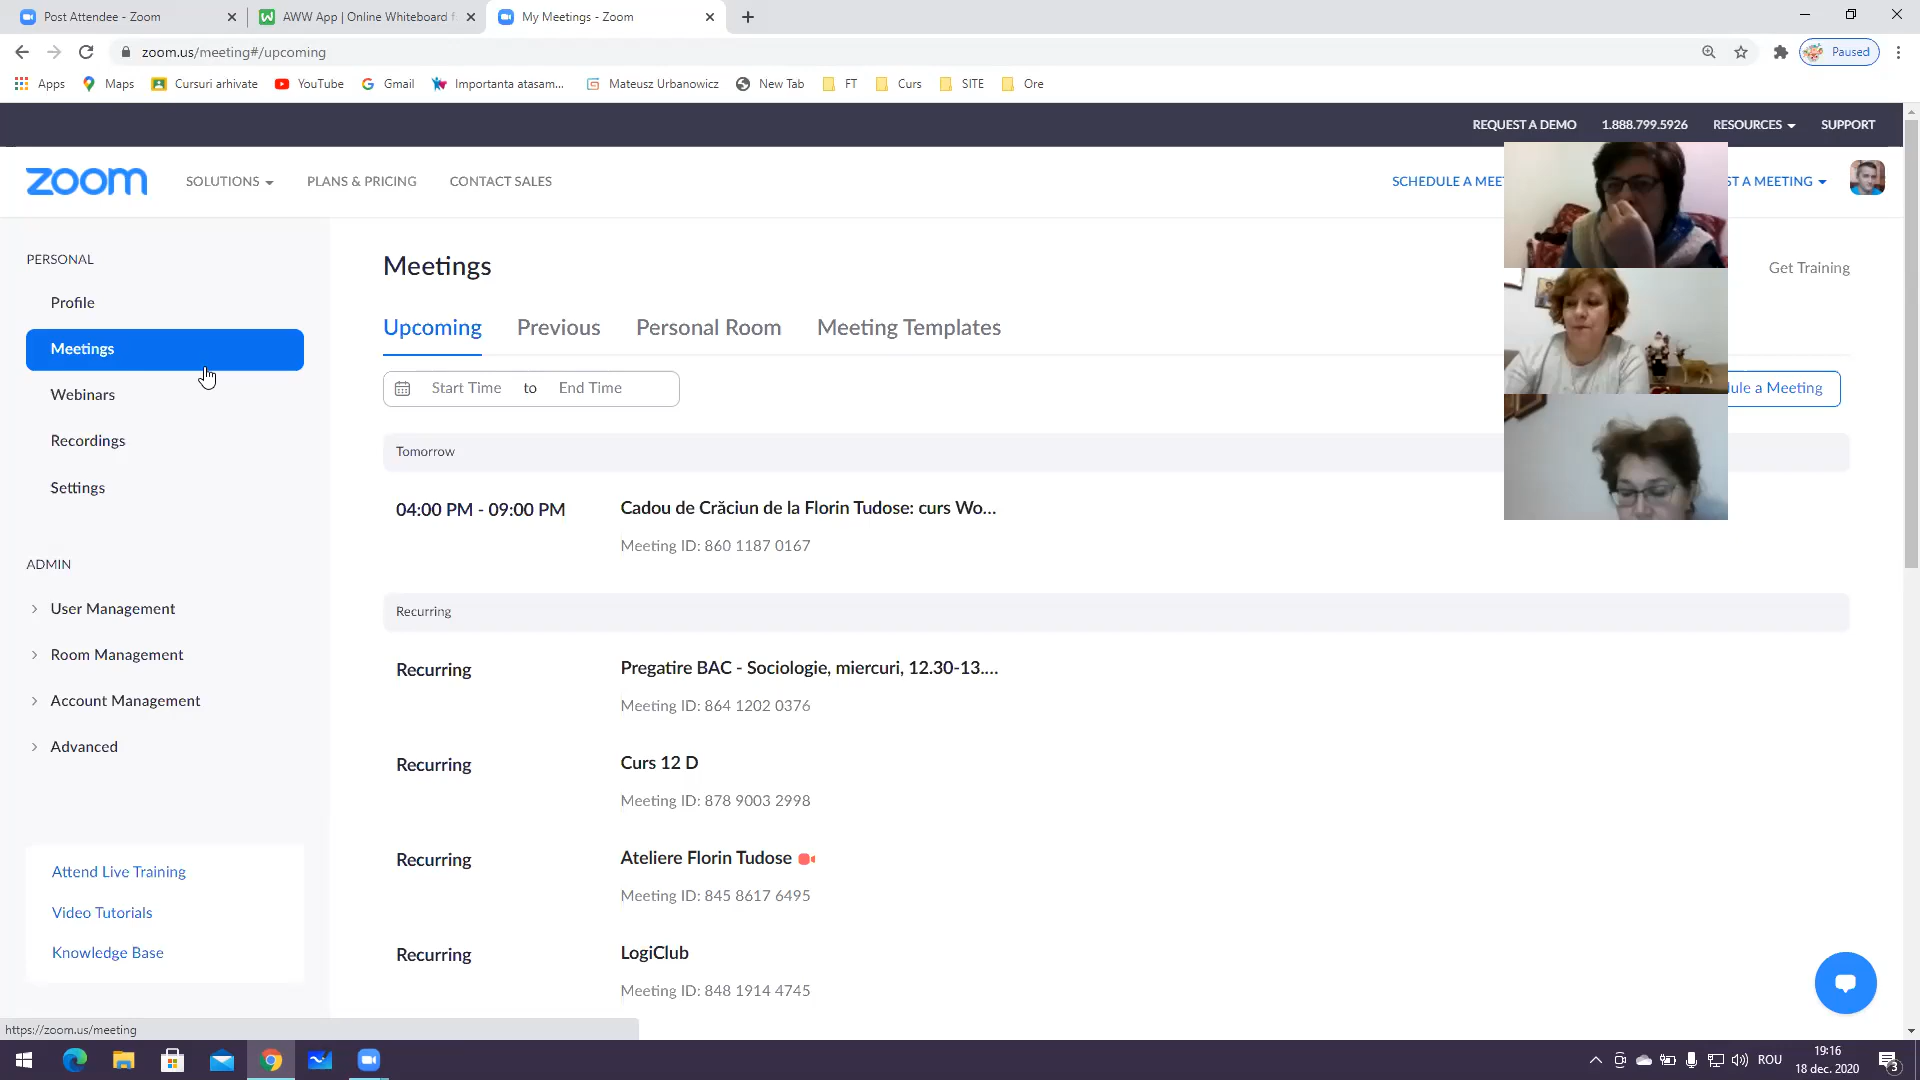 Post Attendee - Zoom
AWW App | Online Whiteboard f
My Meetings - Zoom
zoom.us/meeting#/upcoming
Paused
Apps
Maps
Cursuri arhivate
YouTube
Gmail
Importanta atasam...
Mateusz Urbanowicz
New Tab
FT
Curs
SITE
Ore
REQUEST A DEMO
1.888.799.5926
RESOURCES
SUPPORT
zoom
SOLUTIONS
PLANS & PRICING
CONTACT SALES
SCHEDULE A MEE
ST A MEETING
PERSONAL
Profile
Meetings
Webinars
Recordings
Settings
ADMIN
User Management
Room Management
Account Management
Advanced
Attend Live Training
Video Tutorials
Knowledge Base
Meetings
Get Training
Upcoming
Previous
Personal Room
Meeting Templates
Start Time to End Time
ule a Meeting
Tomorrow
04:00 PM - 09:00 PM
Cadou de Crăciun de la Florin Tudose: curs Wo...
Meeting ID: 860 1187 0167
Recurring
Recurring
Pregatire BAC - Sociologie, miercuri, 12.30-13....
Meeting ID: 864 1202 0376
Recurring
Curs 12 D
Meeting ID: 878 9003 2998
Recurring
Ateliere Florin Tudose
Meeting ID: 845 8617 6495
Recurring
LogiClub
Meeting ID: 848 1914 4745
https://zoom.us/meeting
ROU
19:16
18 dec. 2020
3